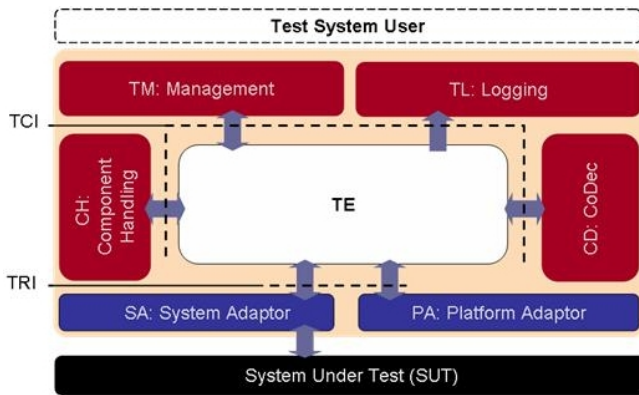 Test System User
TM: Management
TL: Logging
TCI
CH:
Component
Handling
TE
CD: CoDec
TRI
SA: System Adaptor
PA: Platform Adaptor
System Under Test (SUT)